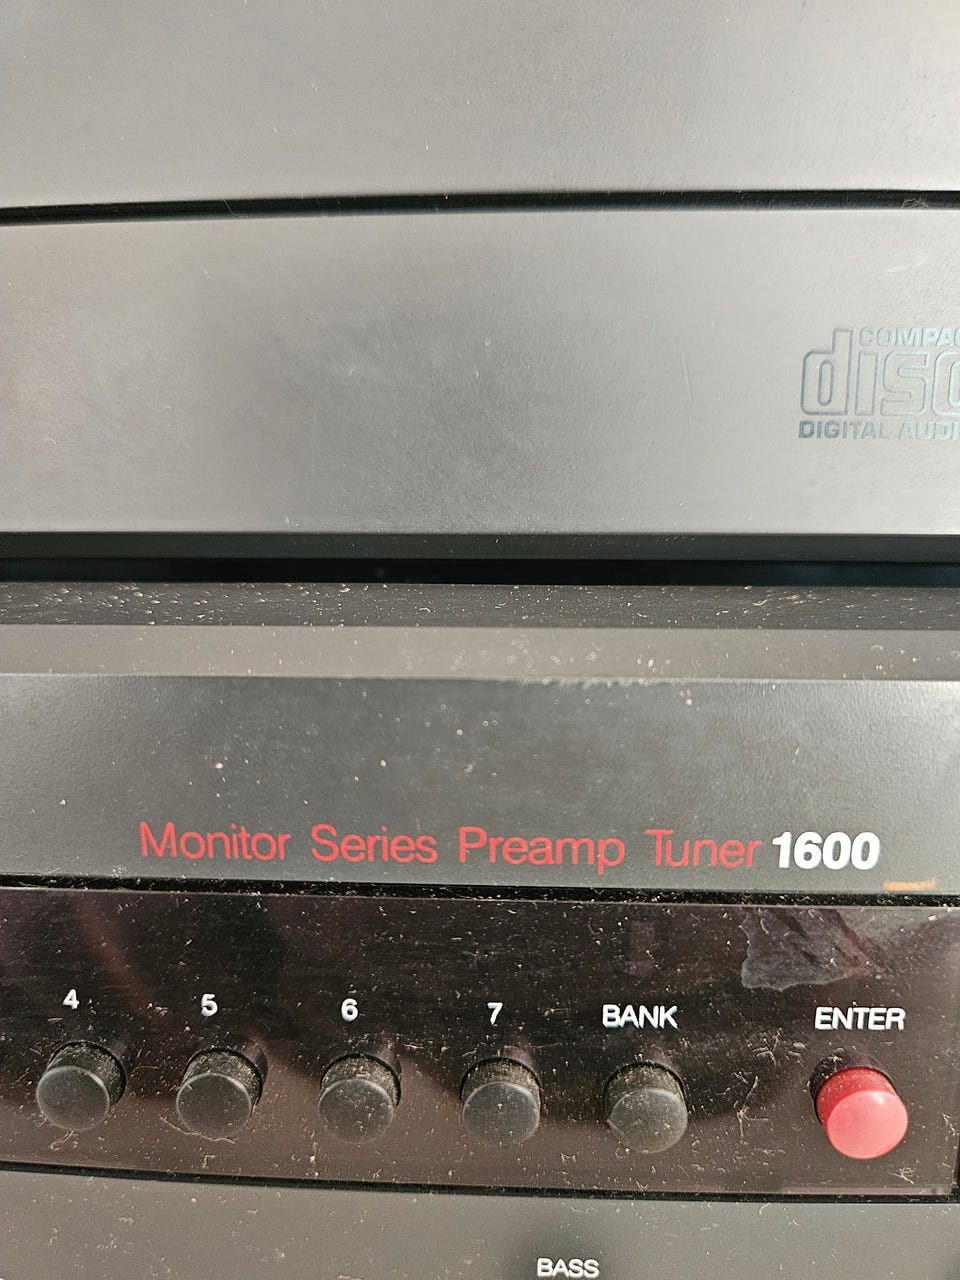 COMPAC
disc
DIGITAL AUDI
Monitor Series Preamp Tuner 1600
4 5 6 7 BANK ENTER
BASS